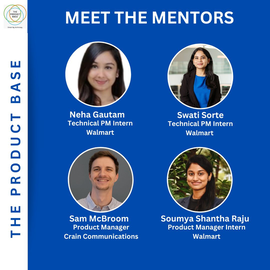 MEET THE MENTORS
THE PRODUCT BASE
Neha Gautam
Technical PM Intern
Walmart
Swati Sorte
Technical PM Intern
Walmart
Sam McBroom
Product Manager
Crain Communications
Soumya Shantha Raju
Product Manager Intern
Walmart